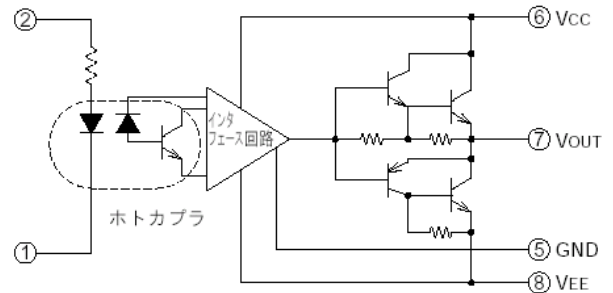 ② ⑥ VCC
インタ
フェース回路
⑦ VOUT
ホトカプラ
① ⑤ GND
⑧ VEE